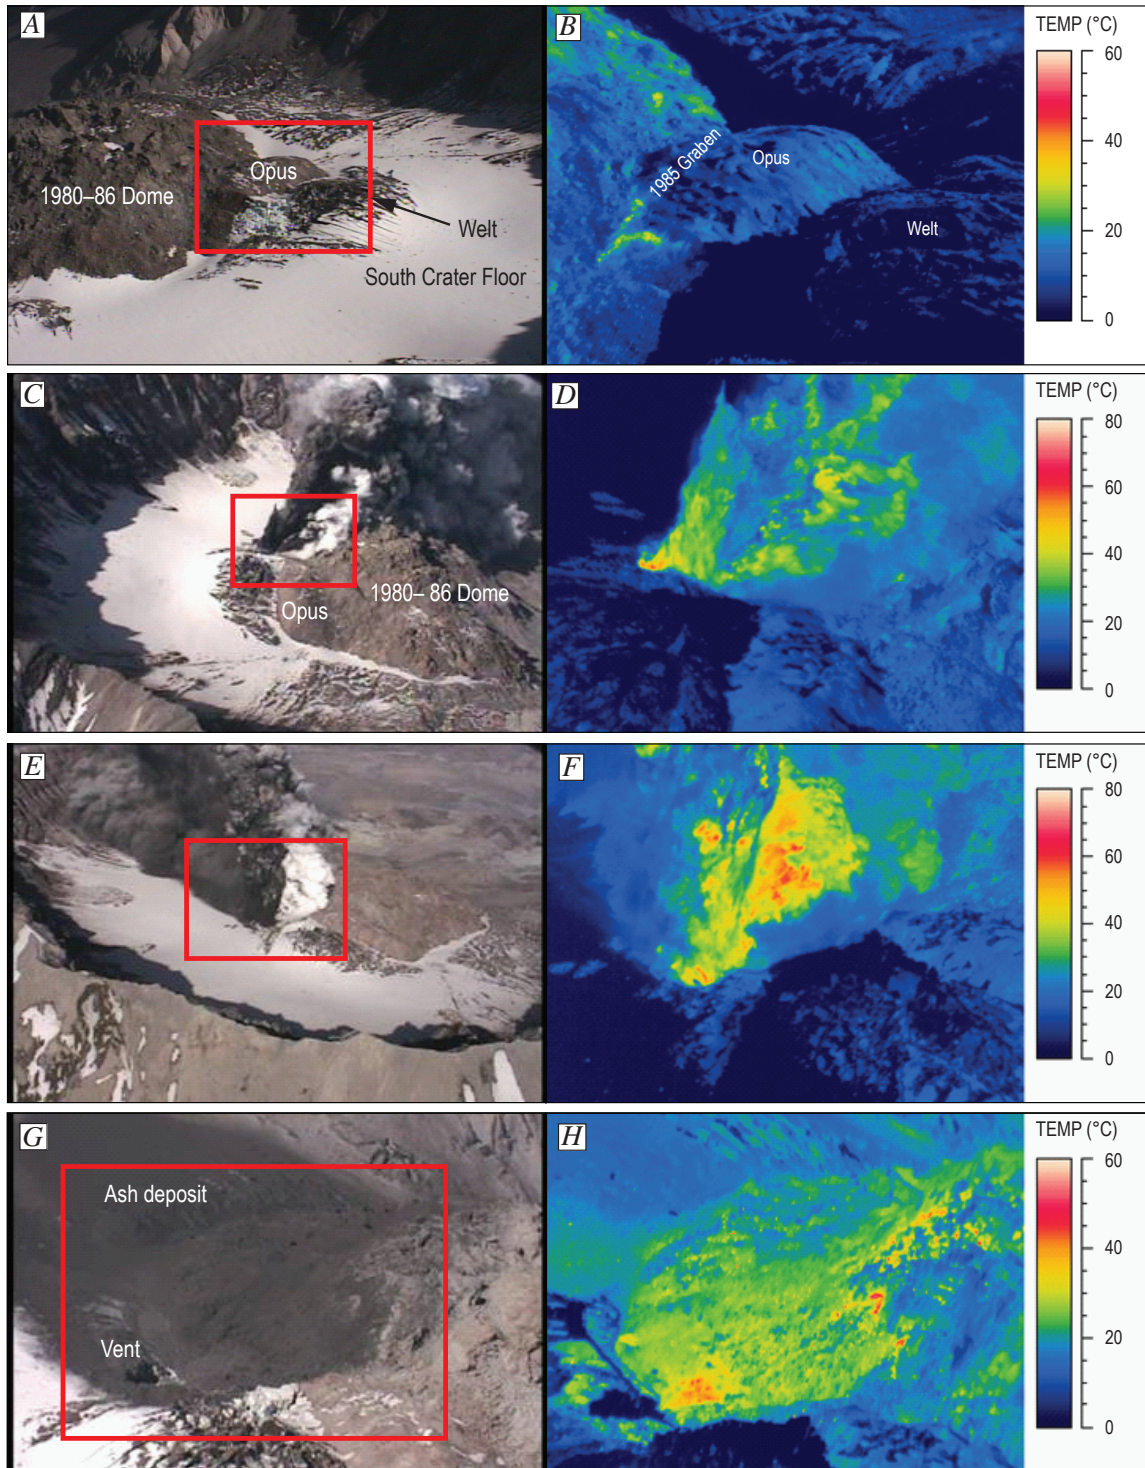 A
Opus
1980–86 Dome
Welt
South Crater Floor
B
1985 Graben
Opus
Welt
TEMP (°C)
60
40
20
0
C
1980– 86 Dome
Opus
D
TEMP (°C)
80
60
40
20
0
E
F
TEMP (°C)
80
60
40
20
0
G
Ash deposit
Vent
H
TEMP (°C)
60
40
20
0